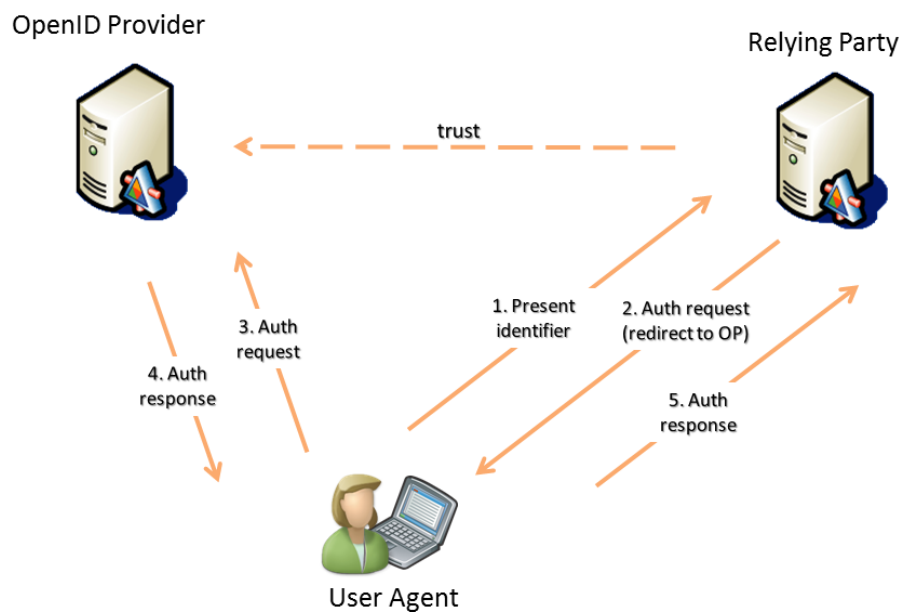 OpenID Provider
Relying Party
trust
1. Present
identifier
2. Auth request
(redirect to OP)
3. Auth
request
4. Auth
response
5. Auth
response
User Agent